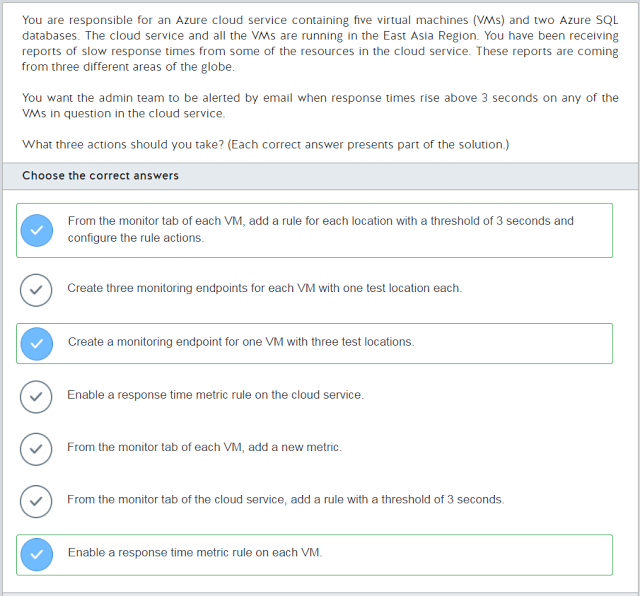 You are responsible for an Azure cloud service containing five virtual machines (VMs) and two Azure SQL
databases. The cloud service and all the VMs are running in the East Asia Region. You have been receiving
reports of slow response times from some of the resources in the cloud service. These reports are coming
from three different areas of the globe.
You want the admin team to be alerted by email when response times rise above 3 seconds on any of the
VMs in question in the cloud service.
What three actions should you take? (Each correct answer presents part of the solution.)
Choose the correct answers
From the monitor tab of each VM, add a rule for each location with a threshold of 3 seconds and
configure the rule actions.
Create three monitoring endpoints for each VM with one test location each.
Create a monitoring endpoint for one VM with three test locations.
Enable a response time metric rule on the cloud service.
From the monitor tab of each VM, add a new metric.
From the monitor tab of the cloud service, add a rule with a threshold of 3 seconds.
Enable a response time metric rule on each VM.